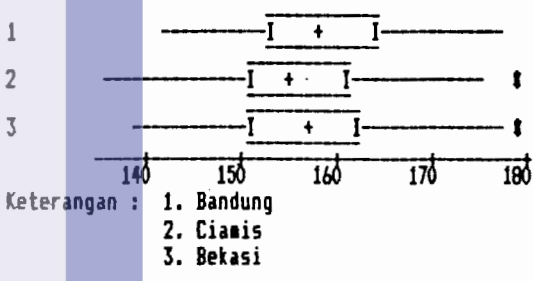 1
2
3
140 150 160 170 180
Keterangan : 1. Bandung
2. Ciamis
3. Bekasi